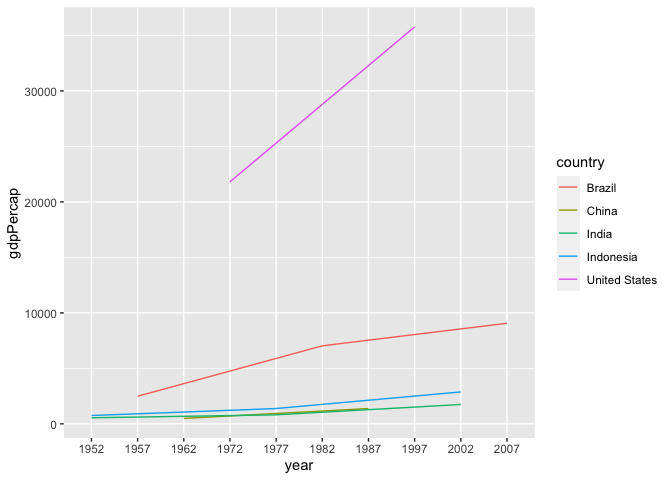 30000
20000
10000
0
gdpPercap
1952 1957 1962 1972 1977 1982 1987 1997 2002 2007
year
country
Brazil
China
India
Indonesia
United States